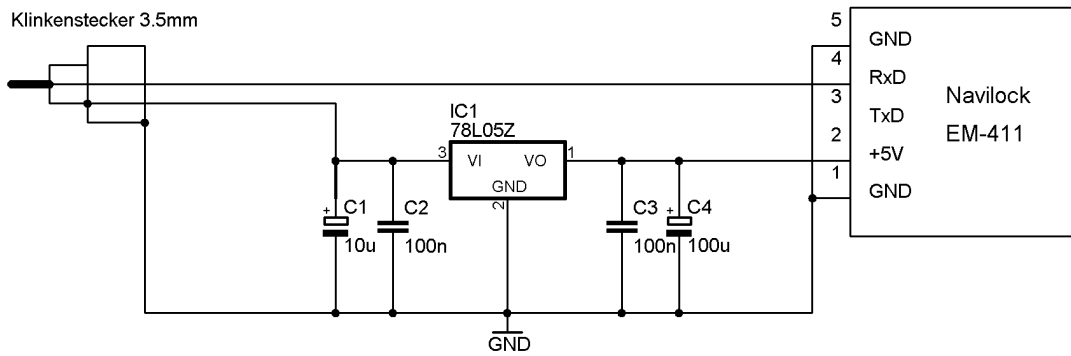 Klinkenstecker 3.5mm
5
GND
4
RxD
3
TxD
2
+5V
1
GND
Navilock
EM-411
IC1
78L05Z
3
VI
VO
1
GND
2
+
C1
10u
C2
100n
C3
100n
+
C4
100u
GND